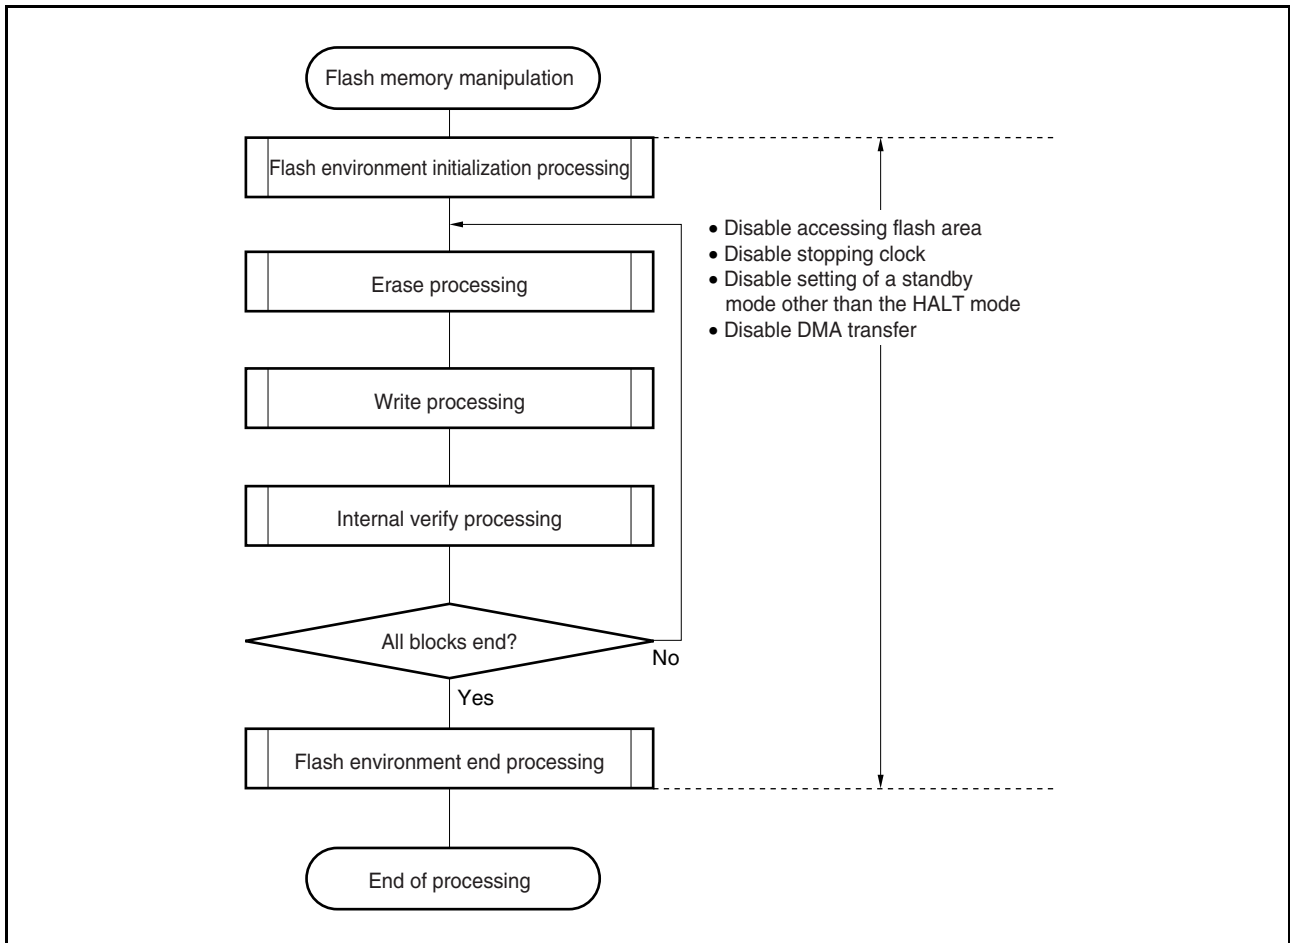 Flash memory manipulation
Flash environment initialization processing
• Disable accessing flash area
• Disable stopping clock
• Disable setting of a standby
mode other than the HALT mode
• Disable DMA transfer
Erase processing
Write processing
Internal verify processing
All blocks end?
No
Yes
Flash environment end processing
End of processing